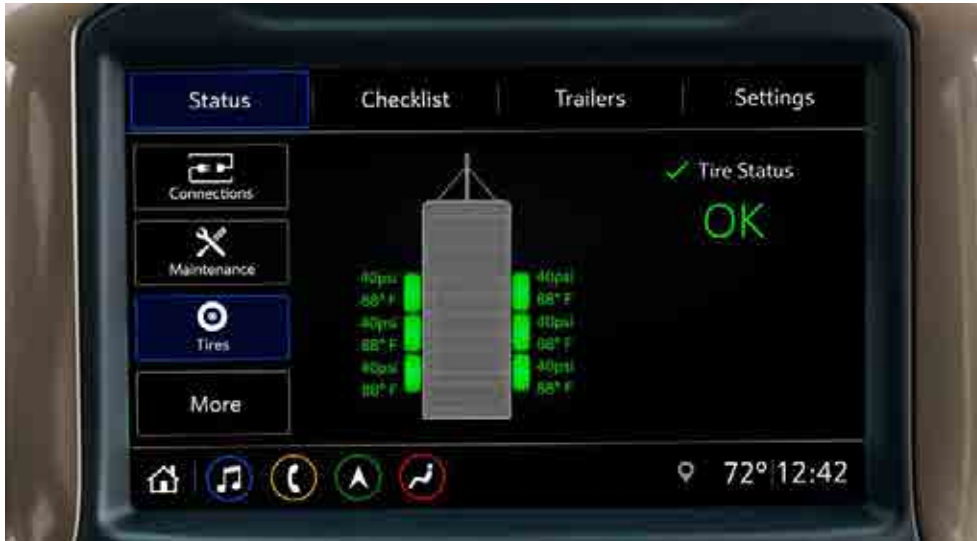 Status
Checklist
Trailers
Settings
Connections
Maintenance
Tires
More
Tire Status
OK
40psi
88° F
40psi
88° F
40psi
88° F
40psi
88° F
40psi
88° F
40psi
88° F
72° 12:42